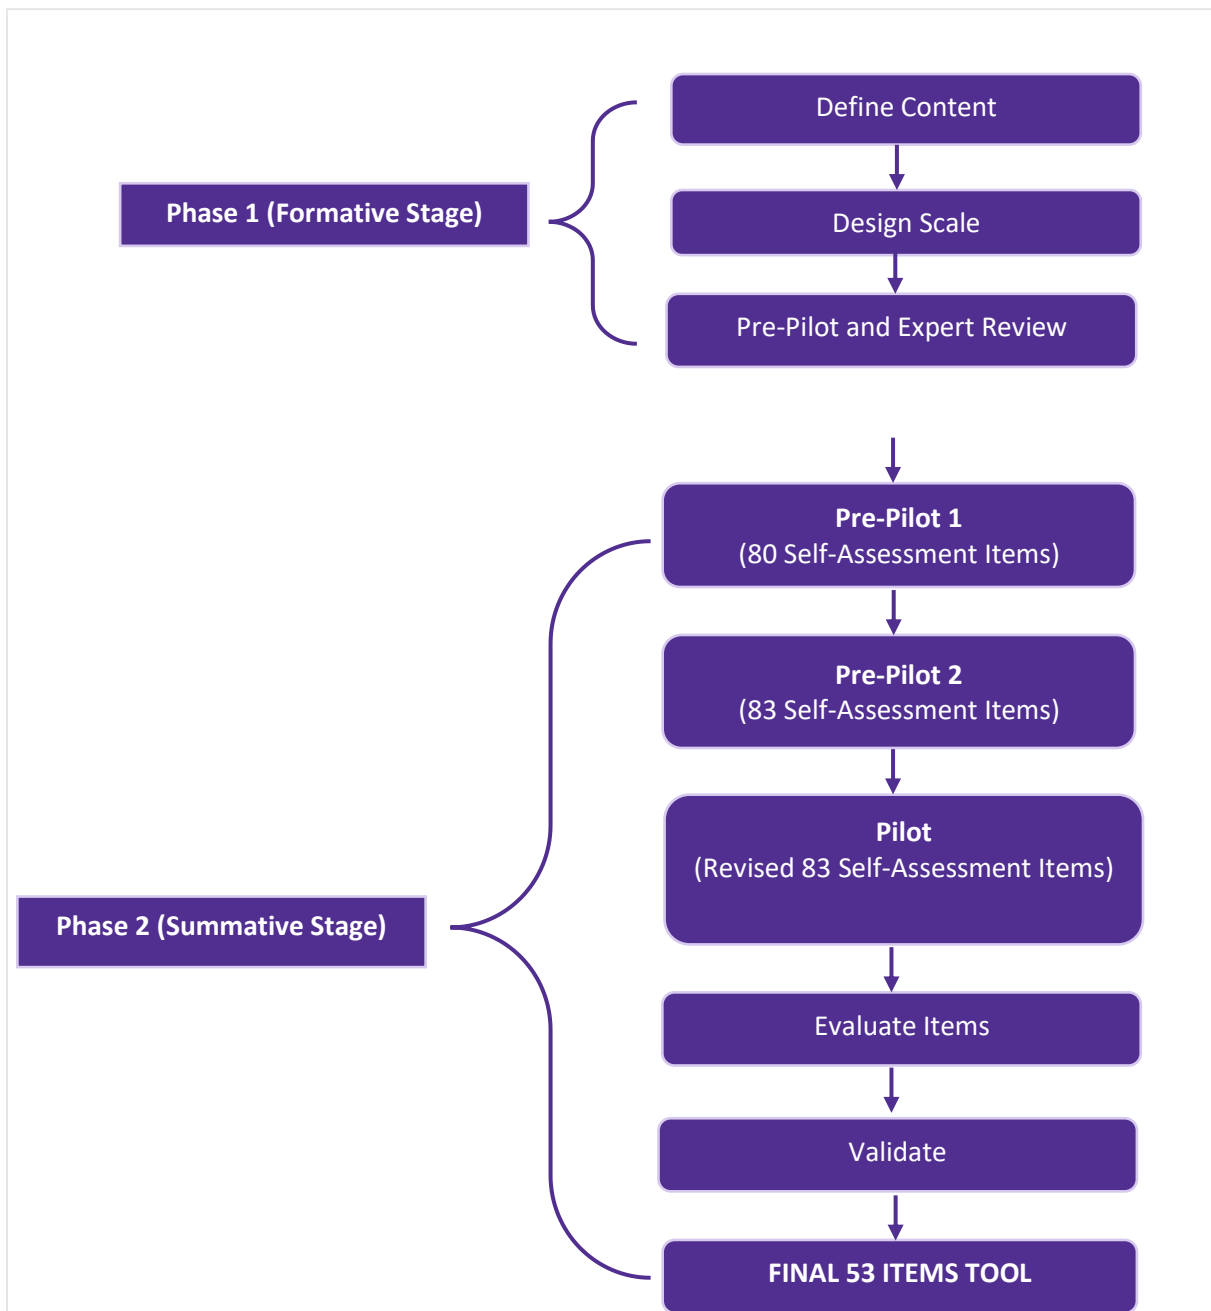 Define Content
Phase 1 (Formative Stage)
Design Scale
Pre-Pilot and Expert Review
Pre-Pilot 1
(80 Self-Assessment Items)
Pre-Pilot 2
(83 Self-Assessment Items)
Pilot
(Revised 83 Self-Assessment Items)
Phase 2 (Summative Stage)
Evaluate Items
Validate
FINAL 53 ITEMS TOOL